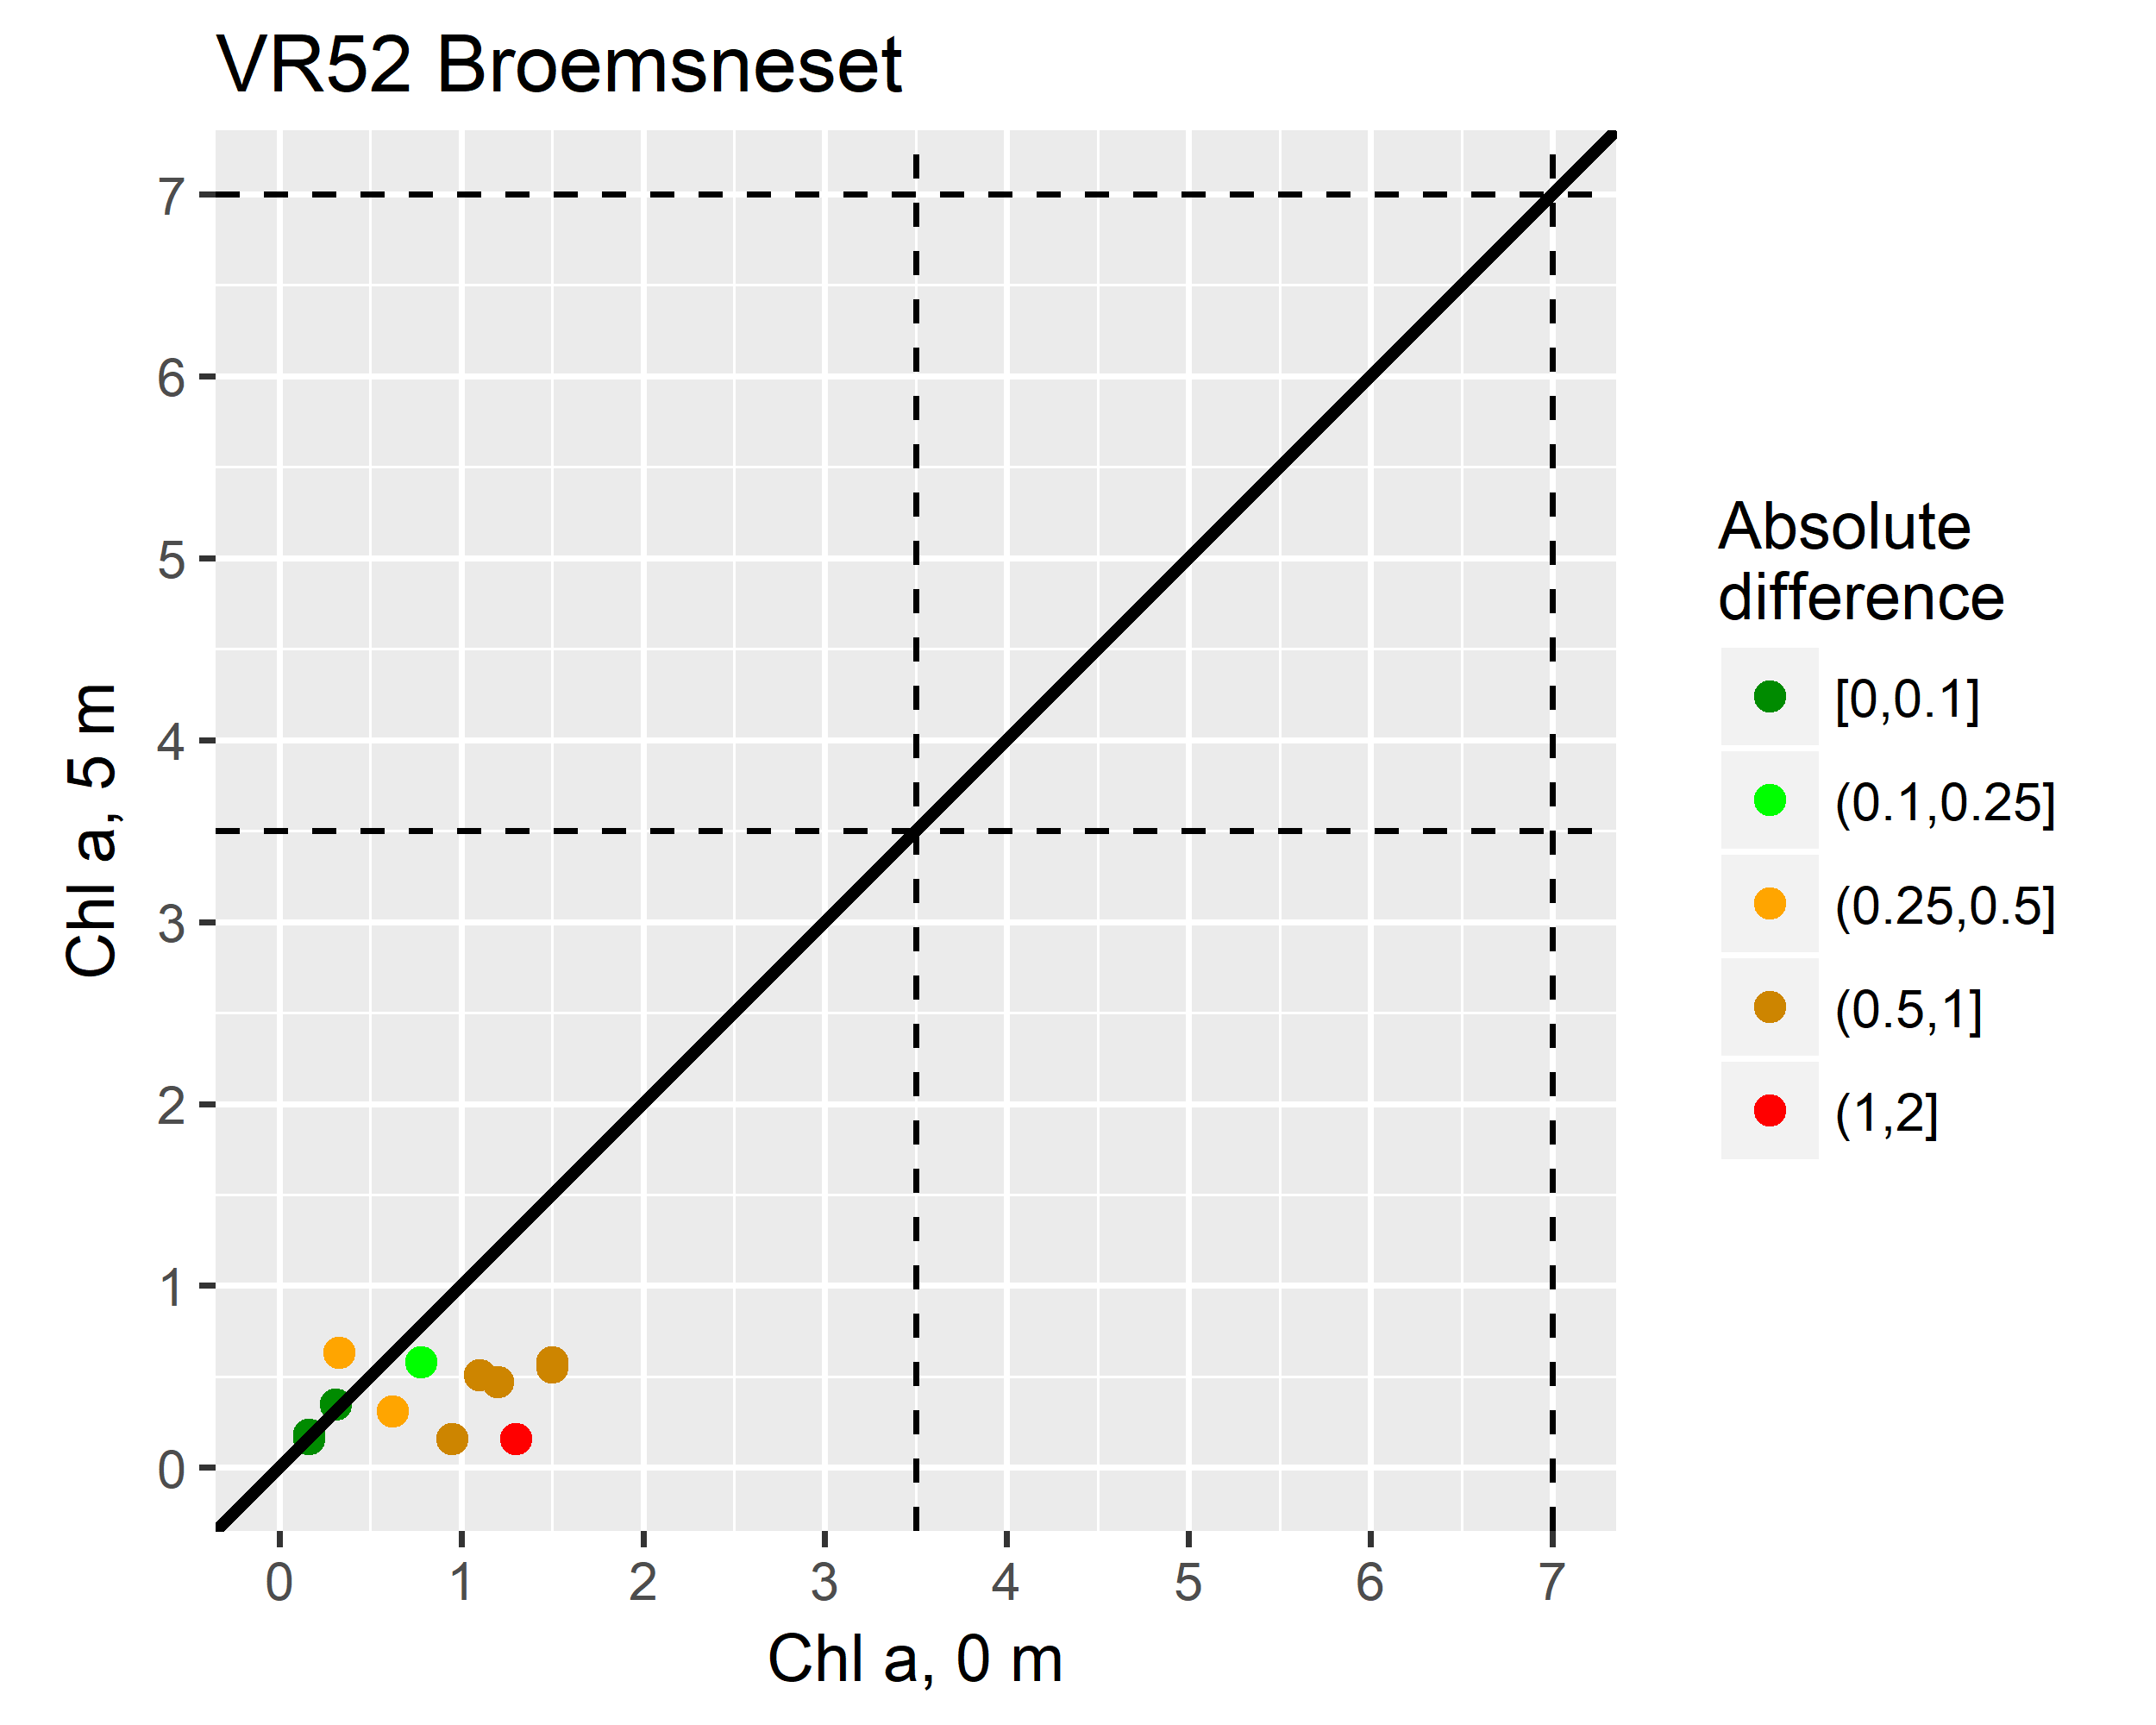 VR52 Broemsneset
7
6
5
4
3
2
1
0
Chl a, 5 m
0 1 2 3 4 5 6 7
Chl a, 0 m
Absolute
difference
[0,0.1]
(0.1,0.25]
(0.25,0.5]
(0.5,1]
(1,2]